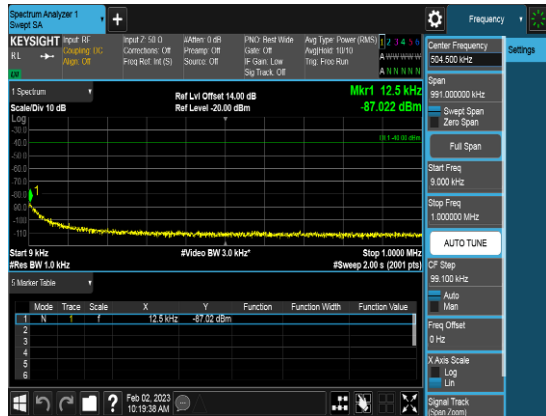 Spectrum Analyzer 1
Swept SA
+
Frequency
KEYSIGHT
Input: RF
Coupling: DC
Align: Off
RL
Input Z: 50 Ω
Corrections: Off
Freq Ref: Int (S)
#Atten: 0 dB
Preamp: Off
Source: Off
PNO: Best Wide
Gate: Off
IF Gain: Low
Sig Track: Off
Avg Type: Power (RMS)
Avg|Hold: 10/10
Trig: Free Run
1 2 3 4 5 6
A W W W W W
A N N N N N
Settings
1 Spectrum
Scale/Div 10 dB
Log
Ref Lvl Offset 14.00 dB
Ref Level -20.00 dBm
Mkr1 12.5 kHz
-87.022 dBm
-30.0
-40.0
-50.0
-60.0
-70.0
-80.0
-90.0
-100
-110
DL1 -40.00 dBm
1
Start 9 kHz
#Res BW 1.0 kHz
#Video BW 3.0 kHz*
Stop 1.0000 MHz
#Sweep 2.00 s (2001 pts)
5 Marker Table
Mode Trace Scale X Y Function Function Width Function Value
1 N 1 f 12.5 kHz -87.02 dBm
2
3
4
5
6
Center Frequency
504.500 kHz
Span
991.000000 kHz
Swept Span
Zero Span
Full Span
Start Freq
9.000 kHz
Stop Freq
1.000000 MHz
AUTO TUNE
CF Step
99.100 kHz
Auto
Man
Freq Offset
0 Hz
X Axis Scale
Log
Lin
Signal Track
(Span Zoom)
?
Feb 02, 2023
10:19:38 AM